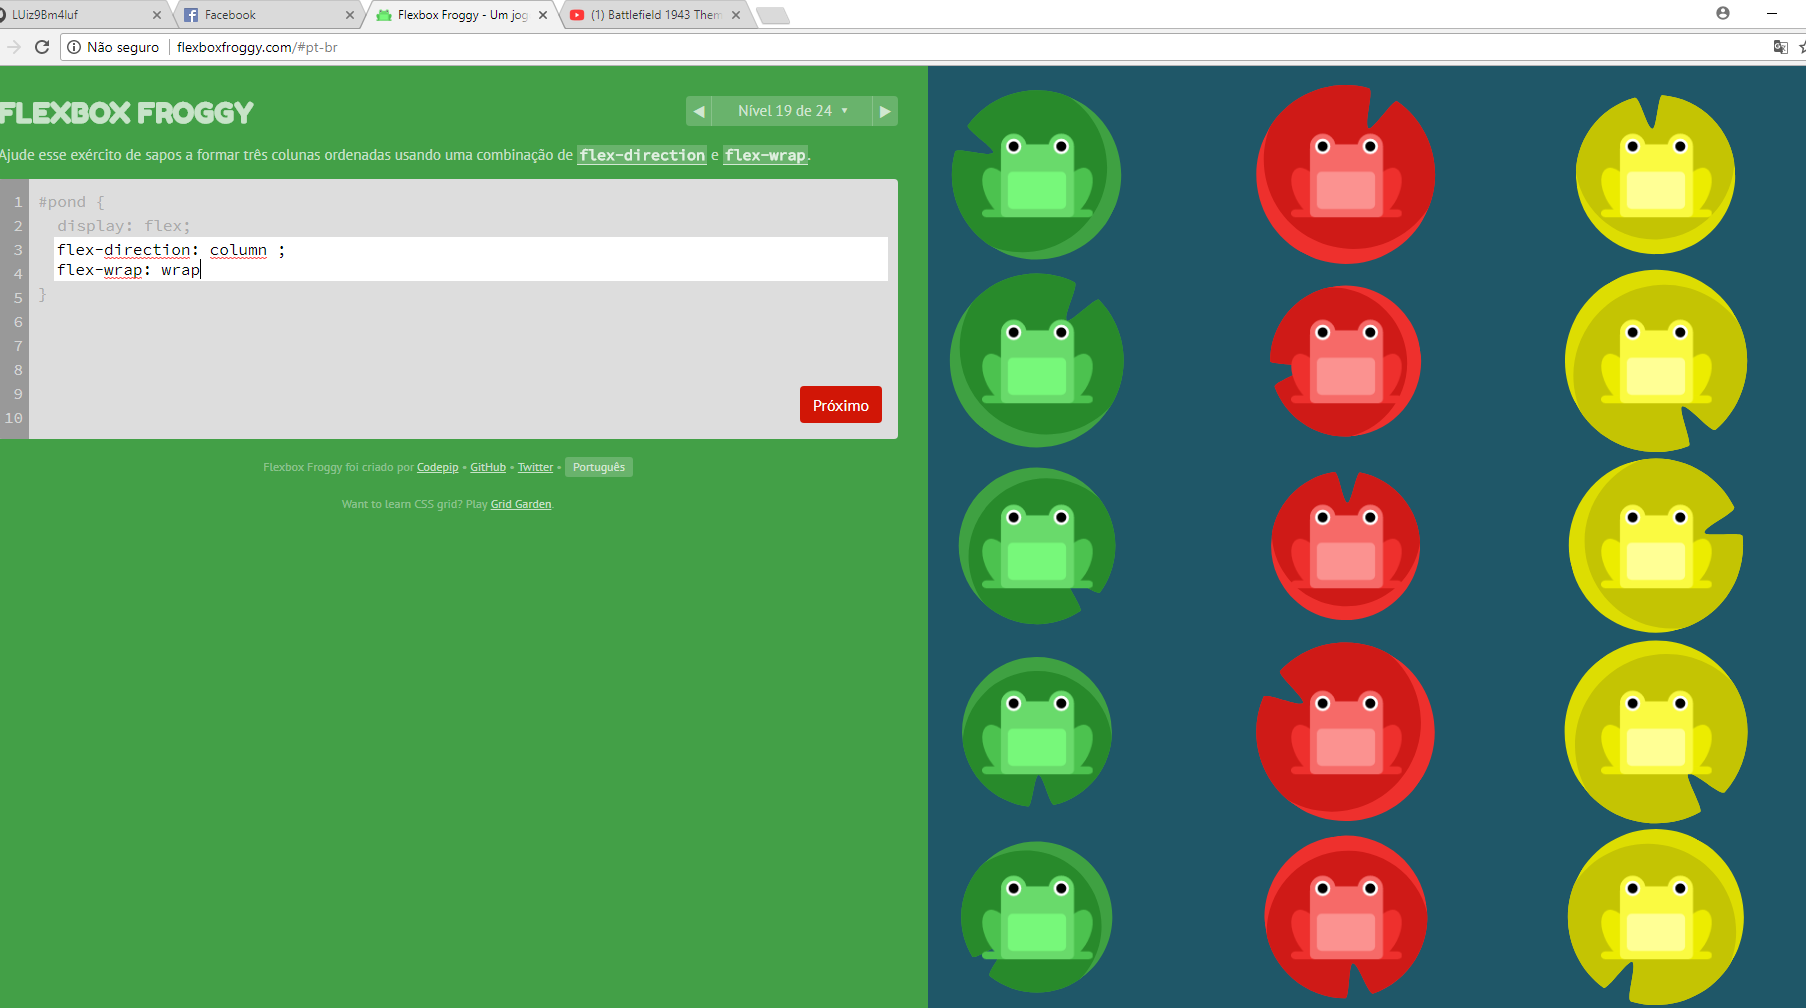 LUiz9Bm4luf
Facebook
Flexbox Froggy - Um jog
(1) Battlefield 1943 Them
Não seguro
flexboxfroggy.com/#pt-br
FLEXBOX FROGGY
◀ Nível 19 de 24 ▼ ▶
Ajude esse exército de sapos a formar três colunas ordenadas usando uma combinação de flex-direction e flex-wrap.
1 #pond {
2 display: flex;
3 flex-direction: column ;
4 flex-wrap: wrap
5 }
6
7
8
9
10
Próximo
Flexbox Froggy foi criado por Codepip • GitHub • Twitter • Português
Want to learn CSS grid? Play Grid Garden.